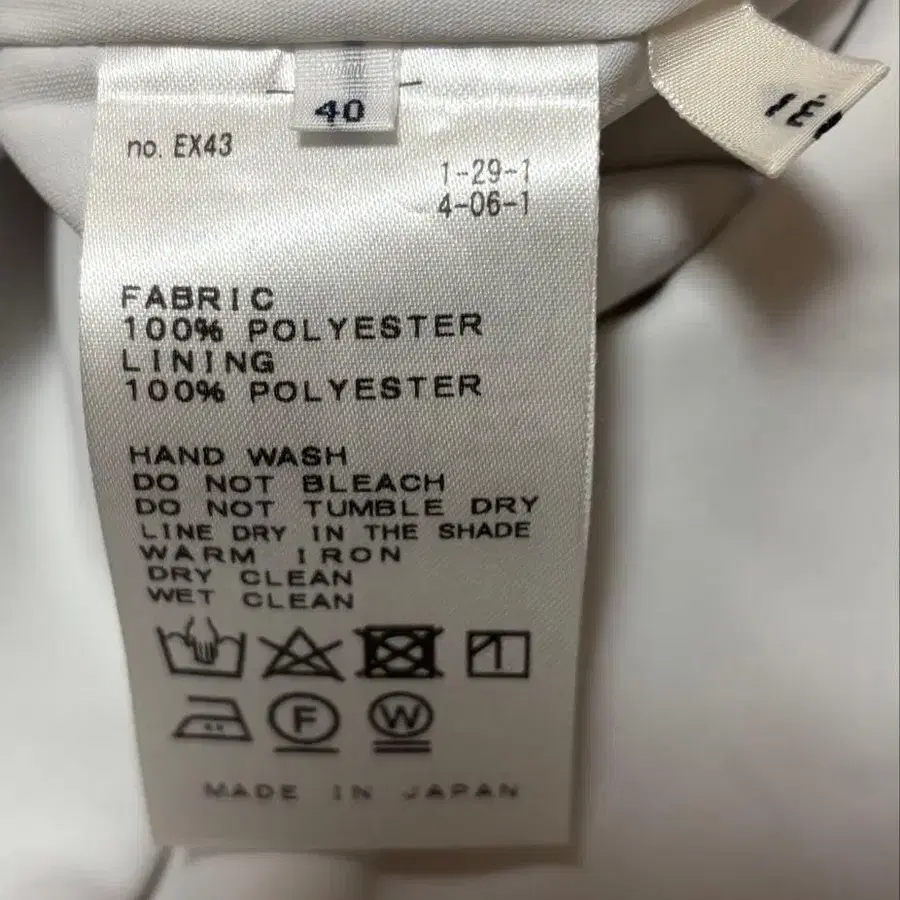 40
no. EX43
1-29-1
4-06-1
FABRIC
100% POLYESTER
LINING
100% POLYESTER
HAND WASH
DO NOT BLEACH
DO NOT TUMBLE DRY
LINE DRY IN THE SHADE
WARM IRON
DRY CLEAN
WET CLEAN
F
W
MADE IN JAPAN